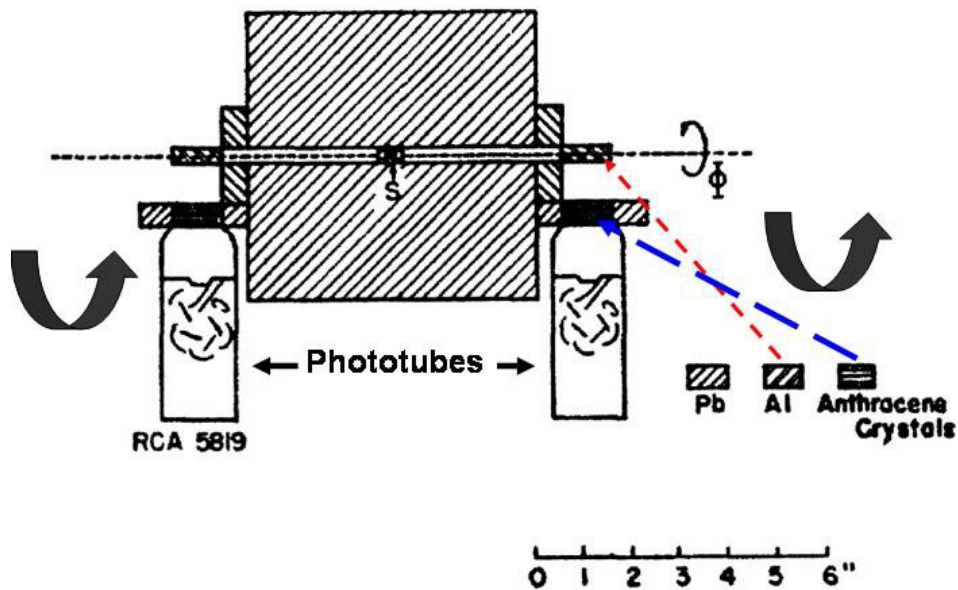 S
Φ
Phototubes
RCA 5819
Pb Al Anthracene
Crystals
0 1 2 3 4 5 6"